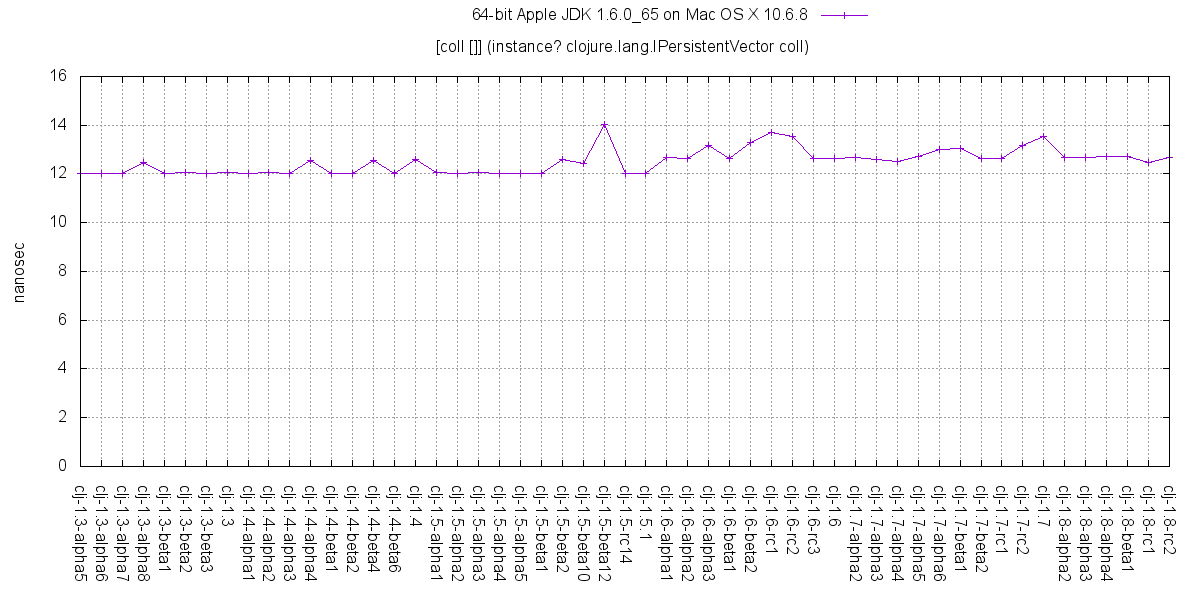 64-bit Apple JDK 1.6.0_65 on Mac OS X 10.6.8
[coll []] (instance? clojure.lang.IPersistentVector coll)
16
14
12
10
8
6
4
2
0
nanosec
clj-1.3-alpha5
clj-1.3-alpha6
clj-1.3-alpha7
clj-1.3-alpha8
clj-1.3-beta1
clj-1.3-beta2
clj-1.3-beta3
clj-1.3
clj-1.4-alpha1
clj-1.4-alpha2
clj-1.4-alpha3
clj-1.4-alpha4
clj-1.4-beta1
clj-1.4-beta2
clj-1.4-beta4
clj-1.4-beta6
clj-1.4
clj-1.5-alpha1
clj-1.5-alpha2
clj-1.5-alpha3
clj-1.5-alpha4
clj-1.5-alpha5
clj-1.5-beta1
clj-1.5-beta2
clj-1.5-beta10
clj-1.5-beta12
clj-1.5-rc14
clj-1.5.1
clj-1.6-alpha1
clj-1.6-alpha2
clj-1.6-alpha3
clj-1.6-beta1
clj-1.6-beta2
clj-1.6-rc1
clj-1.6-rc2
clj-1.6-rc3
clj-1.6
clj-1.7-alpha2
clj-1.7-alpha3
clj-1.7-alpha4
clj-1.7-alpha5
clj-1.7-alpha6
clj-1.7-beta1
clj-1.7-beta2
clj-1.7-rc1
clj-1.7-rc2
clj-1.7
clj-1.8-alpha2
clj-1.8-alpha3
clj-1.8-alpha4
clj-1.8-beta1
clj-1.8-rc1
clj-1.8-rc2